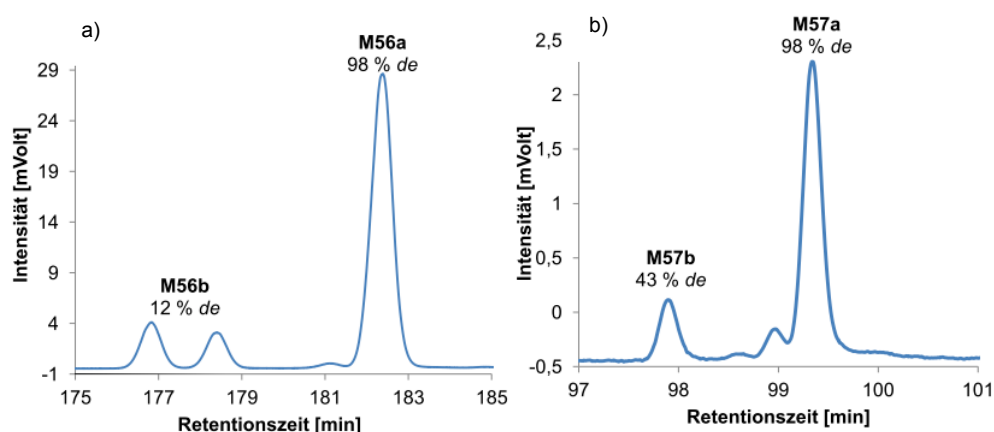 a)
M56a
98 % de
29
24
19
14
9
4
-1
Intensität [mVolt]
M56b
12 % de
175 177 179 181 183 185
Retentionszeit [min]
b)
M57a
98 % de
2,5
2
1,5
1
0,5
0
-0,5
Intensität [mVolt]
M57b
43 % de
97 98 99 100 101
Retentionszeit [min]